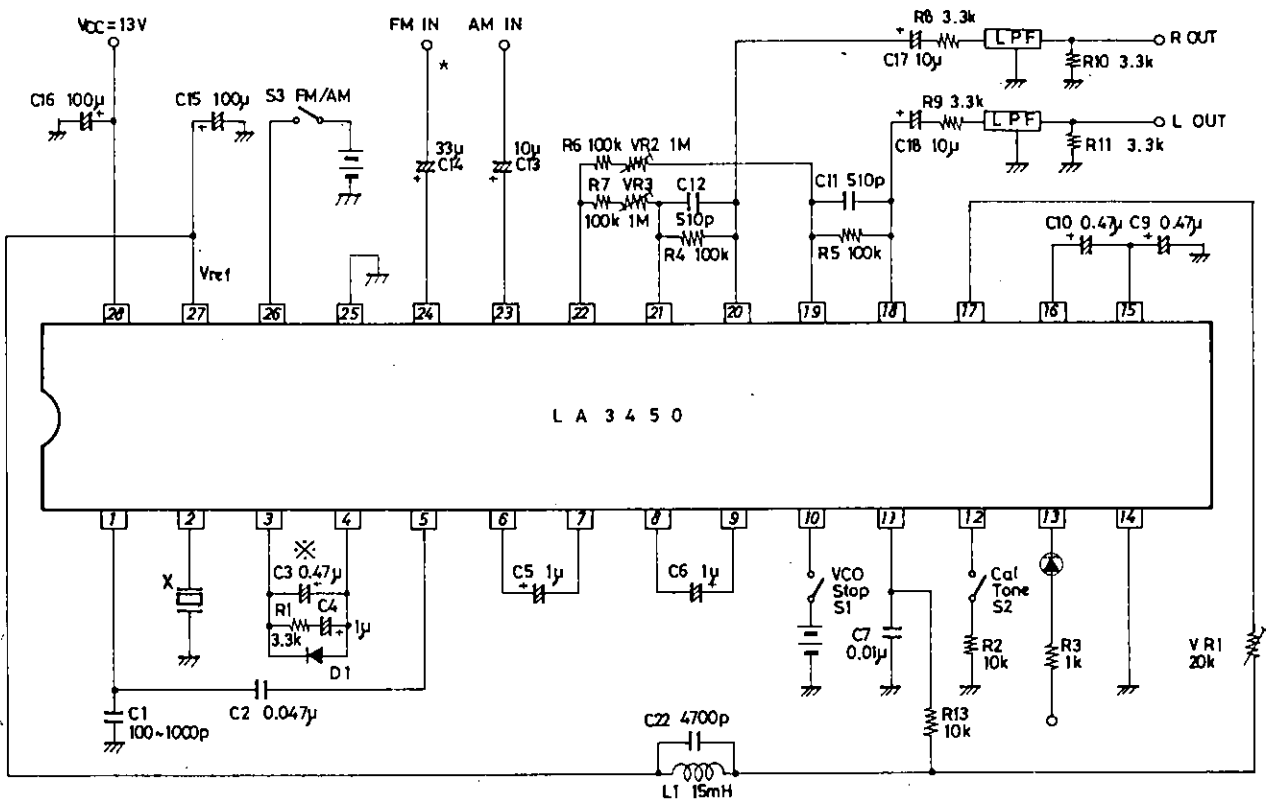 VCC=13V
FM IN
AM IN
*
R8 3.3k
C17 10μ
LPF
R OUT
R10 3.3k
C16 100μ
C15 100μ
S3 FM/AM
R9 3.3k
C18 10μ
LPF
L OUT
R11 3.3k
33μ
C14
10μ
C13
R6 100k
VR2 1M
R7
100k
VR3
1M
C12
510p
R4 100k
C11 510p
R5 100k
C10 0.47μ
C9 0.47μ
Vref
28 27 26 25 24 23 22 21 20 19 18 17 16 15
LA3450
1 2 3 4 5 6 7 8 9 10 11 12 13 14
X
※
C3 0.47μ
R1
3.3k
C4
1μ
D1
C5 1μ
C6 1μ
VCO
Stop
S1
C7
0.01μ
Cal
Tone
S2
R2
10k
R3
1k
VR1
20k
C1
100~1000p
C2 0.047μ
C22 4700p
L1 15mH
R13
10k